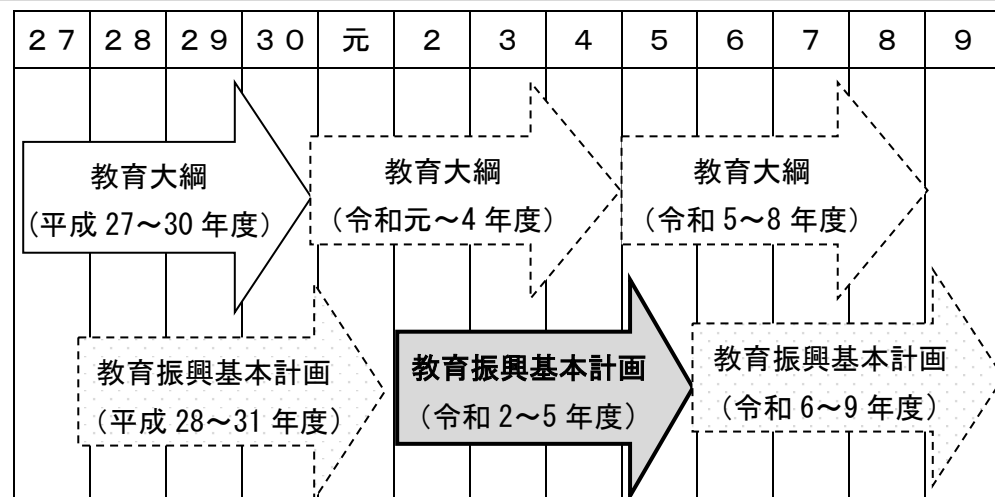 27 28 29 30 元 2 3 4 5 6 7 8 9
教育大綱
（平成 27～30 年度）
教育大綱
（令和元～4 年度）
教育大綱
（令和 5～8 年度）
教育振興基本計画
（平成 28～31 年度）
教育振興基本計画
（令和 2～5 年度）
教育振興基本計画
（令和 6～9 年度）